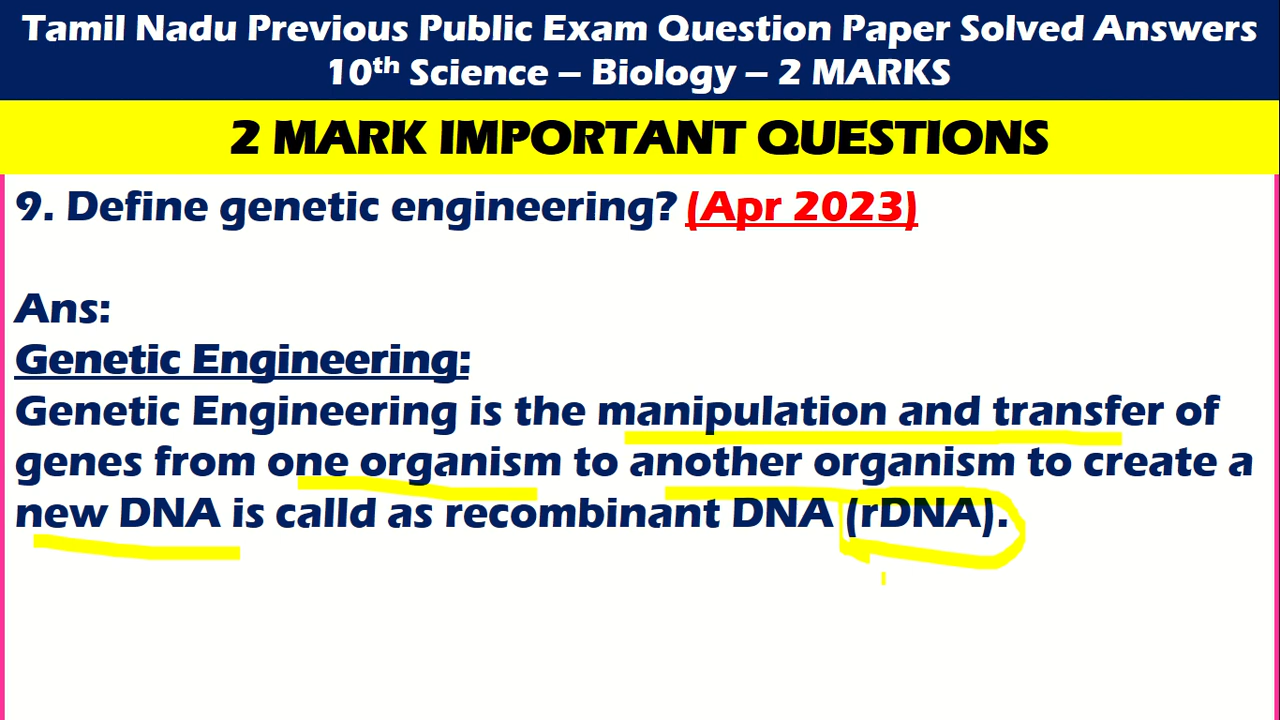 Tamil Nadu Previous Public Exam Question Paper Solved Answers
10th Science – Biology – 2 MARKS
2 MARK IMPORTANT QUESTIONS
9. Define genetic engineering? (Apr 2023)
Ans:
Genetic Engineering:
Genetic Engineering is the manipulation and transfer of
genes from one organism to another organism to create a
new DNA is calld as recombinant DNA (rDNA).